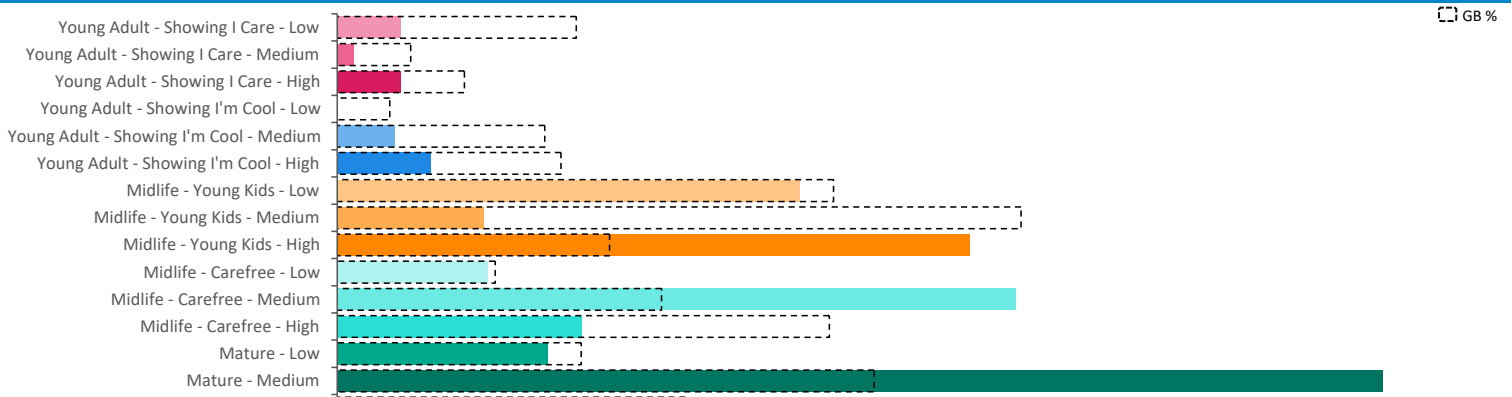 GB %
Young Adult - Showing I Care - Low
Young Adult - Showing I Care - Medium
Young Adult - Showing I Care - High
Young Adult - Showing I'm Cool - Low
Young Adult - Showing I'm Cool - Medium
Young Adult - Showing I'm Cool - High
Midlife - Young Kids - Low
Midlife - Young Kids - Medium
Midlife - Young Kids - High
Midlife - Carefree - Low
Midlife - Carefree - Medium
Midlife - Carefree - High
Mature - Low
Mature - Medium